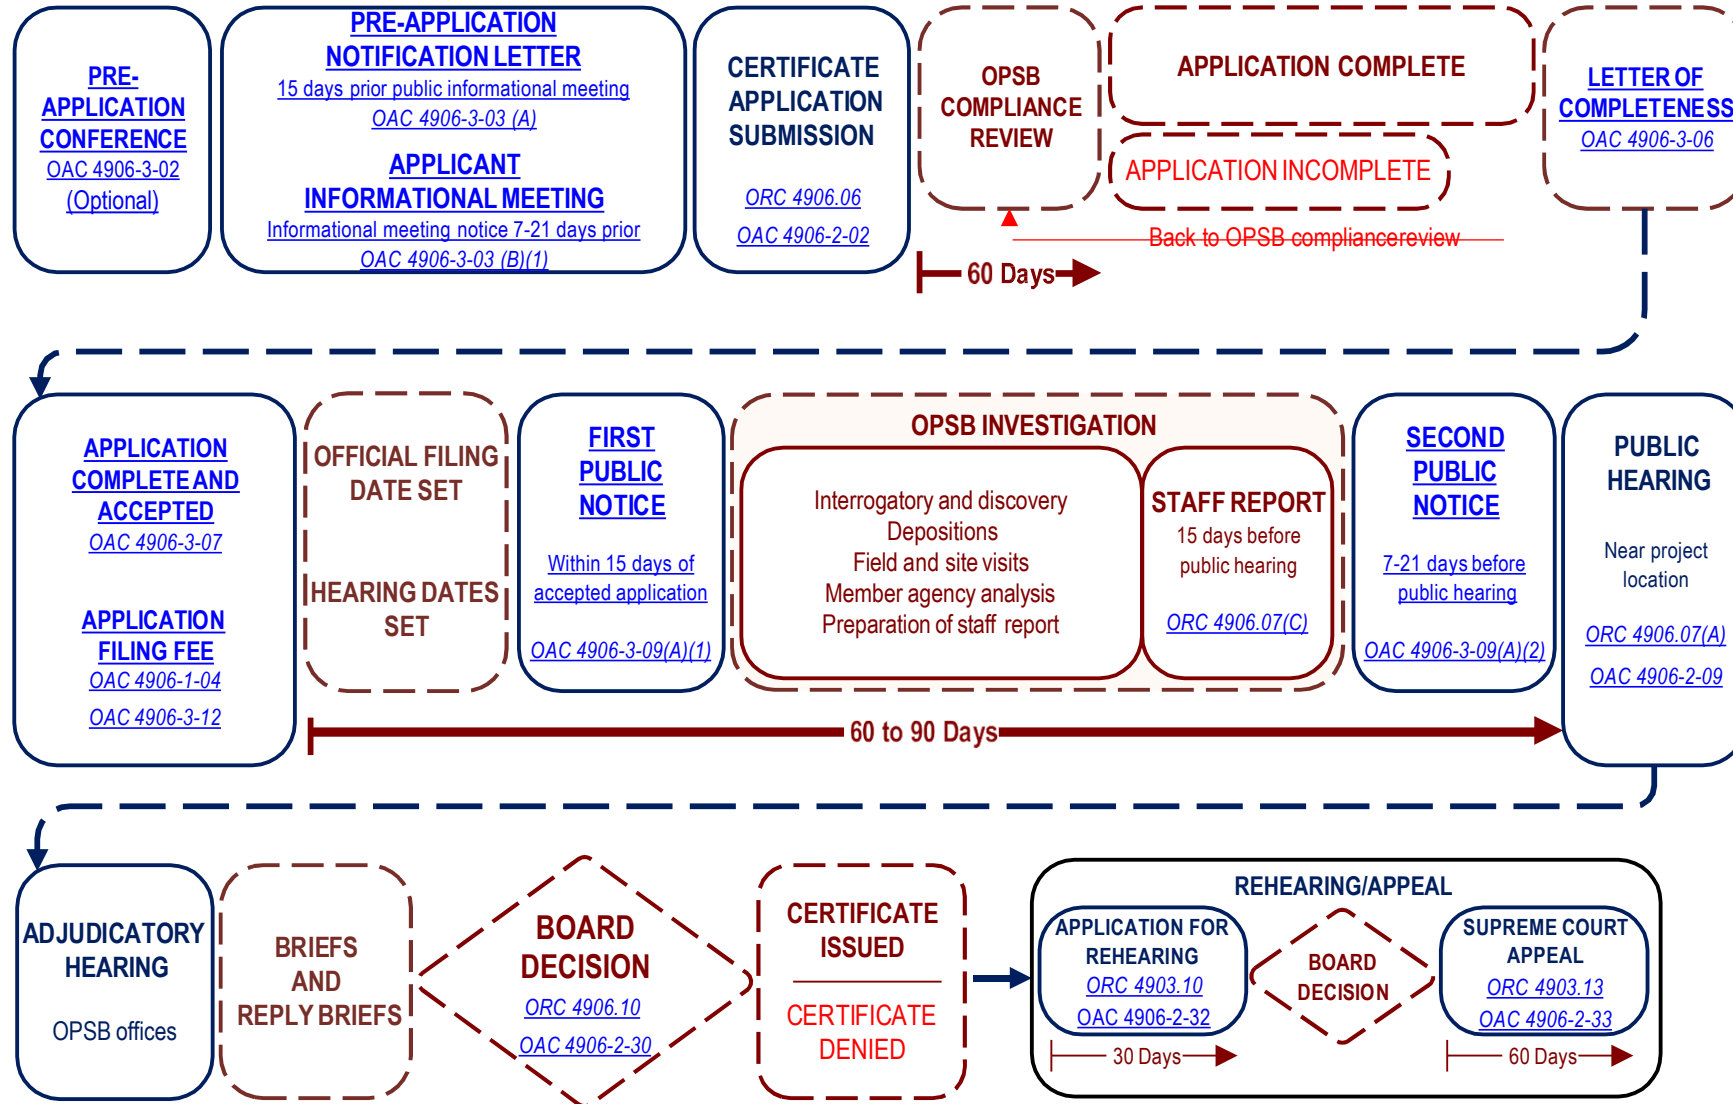 PRE-
APPLICATION
CONFERENCE
OAC 4906-3-02
(Optional)
PRE-APPLICATION
NOTIFICATION LETTER
15 days prior public informational meeting
OAC 4906-3-03 (A)
APPLICANT
INFORMATIONAL MEETING
Informational meeting notice 7-21 days prior
OAC 4906-3-03 (B)(1)
CERTIFICATE
APPLICATION
SUBMISSION
ORC 4906.06
OAC 4906-2-02
OPSB
COMPLIANCE
REVIEW
APPLICATION COMPLETE
APPLICATION INCOMPLETE
Back to OPSB compliancereview
60 Days
LETTER OF
COMPLETENESS
OAC 4906-3-06
APPLICATION
COMPLETE AND
ACCEPTED
OAC 4906-3-07
APPLICATION
FILING FEE
OAC 4906-1-04
OAC 4906-3-12
OFFICIAL FILING
DATE SET
HEARING DATES
SET
FIRST
PUBLIC
NOTICE
Within 15 days of
accepted application
OAC 4906-3-09(A)(1)
OPSB INVESTIGATION
Interrogatory and discovery
Depositions
Field and site visits
Member agency analysis
Preparation of staff report
STAFF REPORT
15 days before
public hearing
ORC 4906.07(C)
SECOND
PUBLIC
NOTICE
7-21 days before
public hearing
OAC 4906-3-09(A)(2)
PUBLIC
HEARING
Near project
location
ORC 4906.07(A)
OAC 4906-2-09
60 to 90 Days
ADJUDICATORY
HEARING
OPSB offices
BRIEFS
AND
REPLY BRIEFS
BOARD
DECISION
ORC 4906.10
OAC 4906-2-30
CERTIFICATE
ISSUED
CERTIFICATE
DENIED
REHEARING/APPEAL
APPLICATION FOR
REHEARING
ORC 4903.10
OAC 4906-2-32
30 Days
BOARD
DECISION
SUPREME COURT
APPEAL
ORC 4903.13
OAC 4906-2-33
60 Days